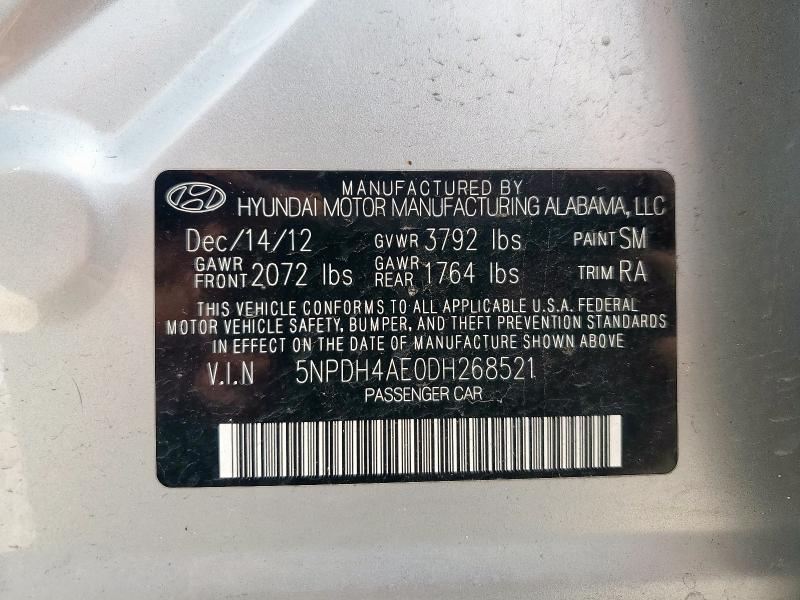 MANUFACTURED BY
HYUNDAI MOTOR MANUFACTURING ALABAMA, LLC
Dec/14/12 GVWR 3792 lbs PAINT SM
GAWR FRONT 2072 lbs GAWR REAR 1764 lbs TRIM RA
THIS VEHICLE CONFORMS TO ALL APPLICABLE U.S.A. FEDERAL
MOTOR VEHICLE SAFETY, BUMPER, AND THEFT PREVENTION STANDARDS
IN EFFECT ON THE DATE OF MANUFACTURE SHOWN ABOVE
V.I.N 5NPDH4AE0DH268521
PASSENGER CAR